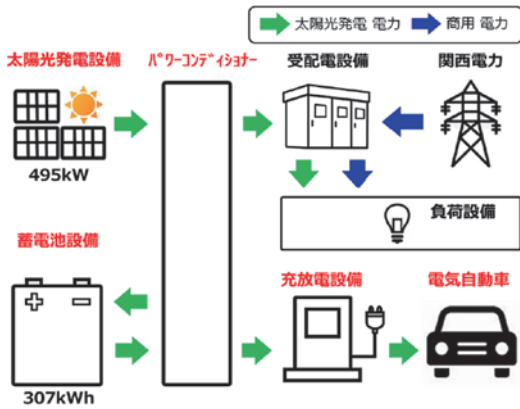 太陽光発電 電力 商用 電力
太陽光発電設備 パワーコンディショナー 受配電設備 関西電力
495kW
負荷設備
蓄電池設備
充放電設備 電気自動車
307kWh